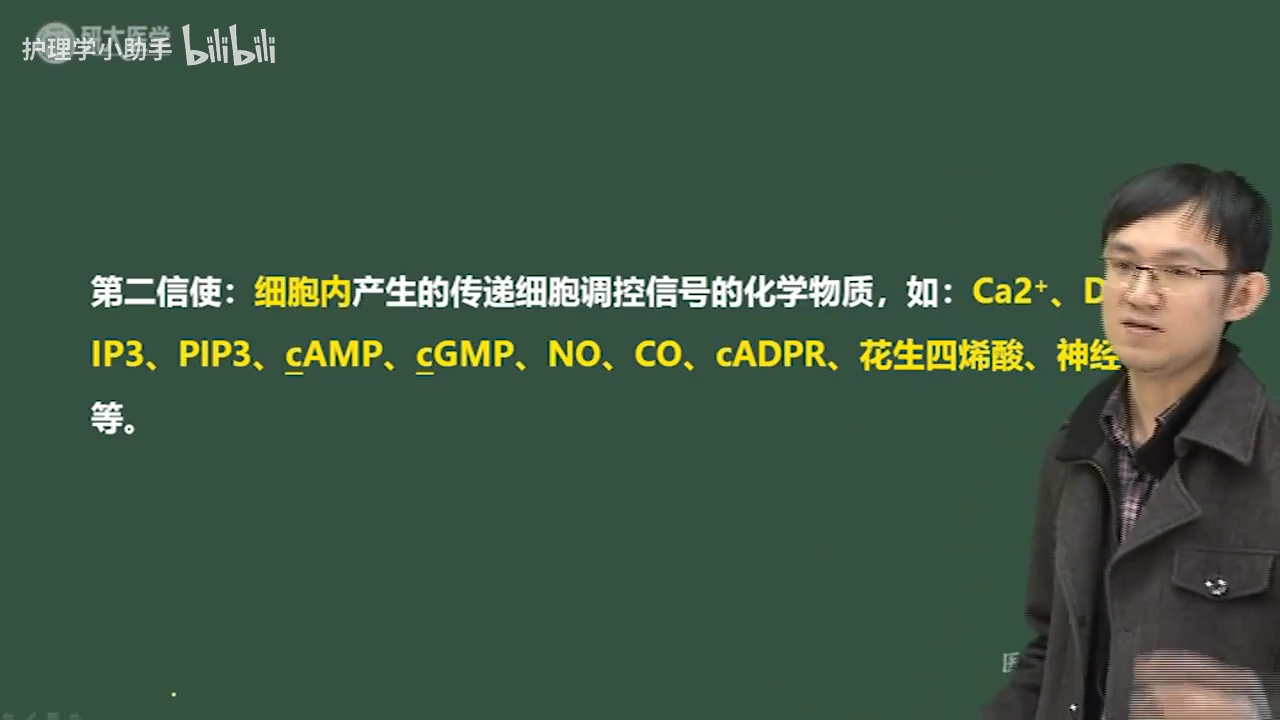 护理学小助手 bilibili
第二信使：细胞内产生的传递细胞调控信号的化学物质，如：Ca2⁺、D
IP3、PIP3、cAMP、cGMP、NO、CO、cADPR、花生四烯酸、神经
等。
医